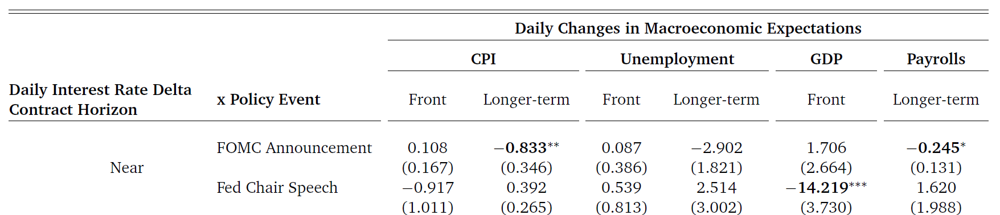 Daily Changes in Macroeconomic Expectations
CPI Unemployment GDP Payrolls
Daily Interest Rate Delta
Contract Horizon x Policy Event Front Longer-term Front Longer-term Front Longer-term
FOMC Announcement 0.108 −0.833** 0.087 −2.902 1.706 −0.245*
Near (0.167) (0.346) (0.386) (1.821) (2.664) (0.131)
Fed Chair Speech −0.917 0.392 0.539 2.514 −14.219*** 1.620
(1.011) (0.265) (0.813) (3.002) (3.730) (1.988)